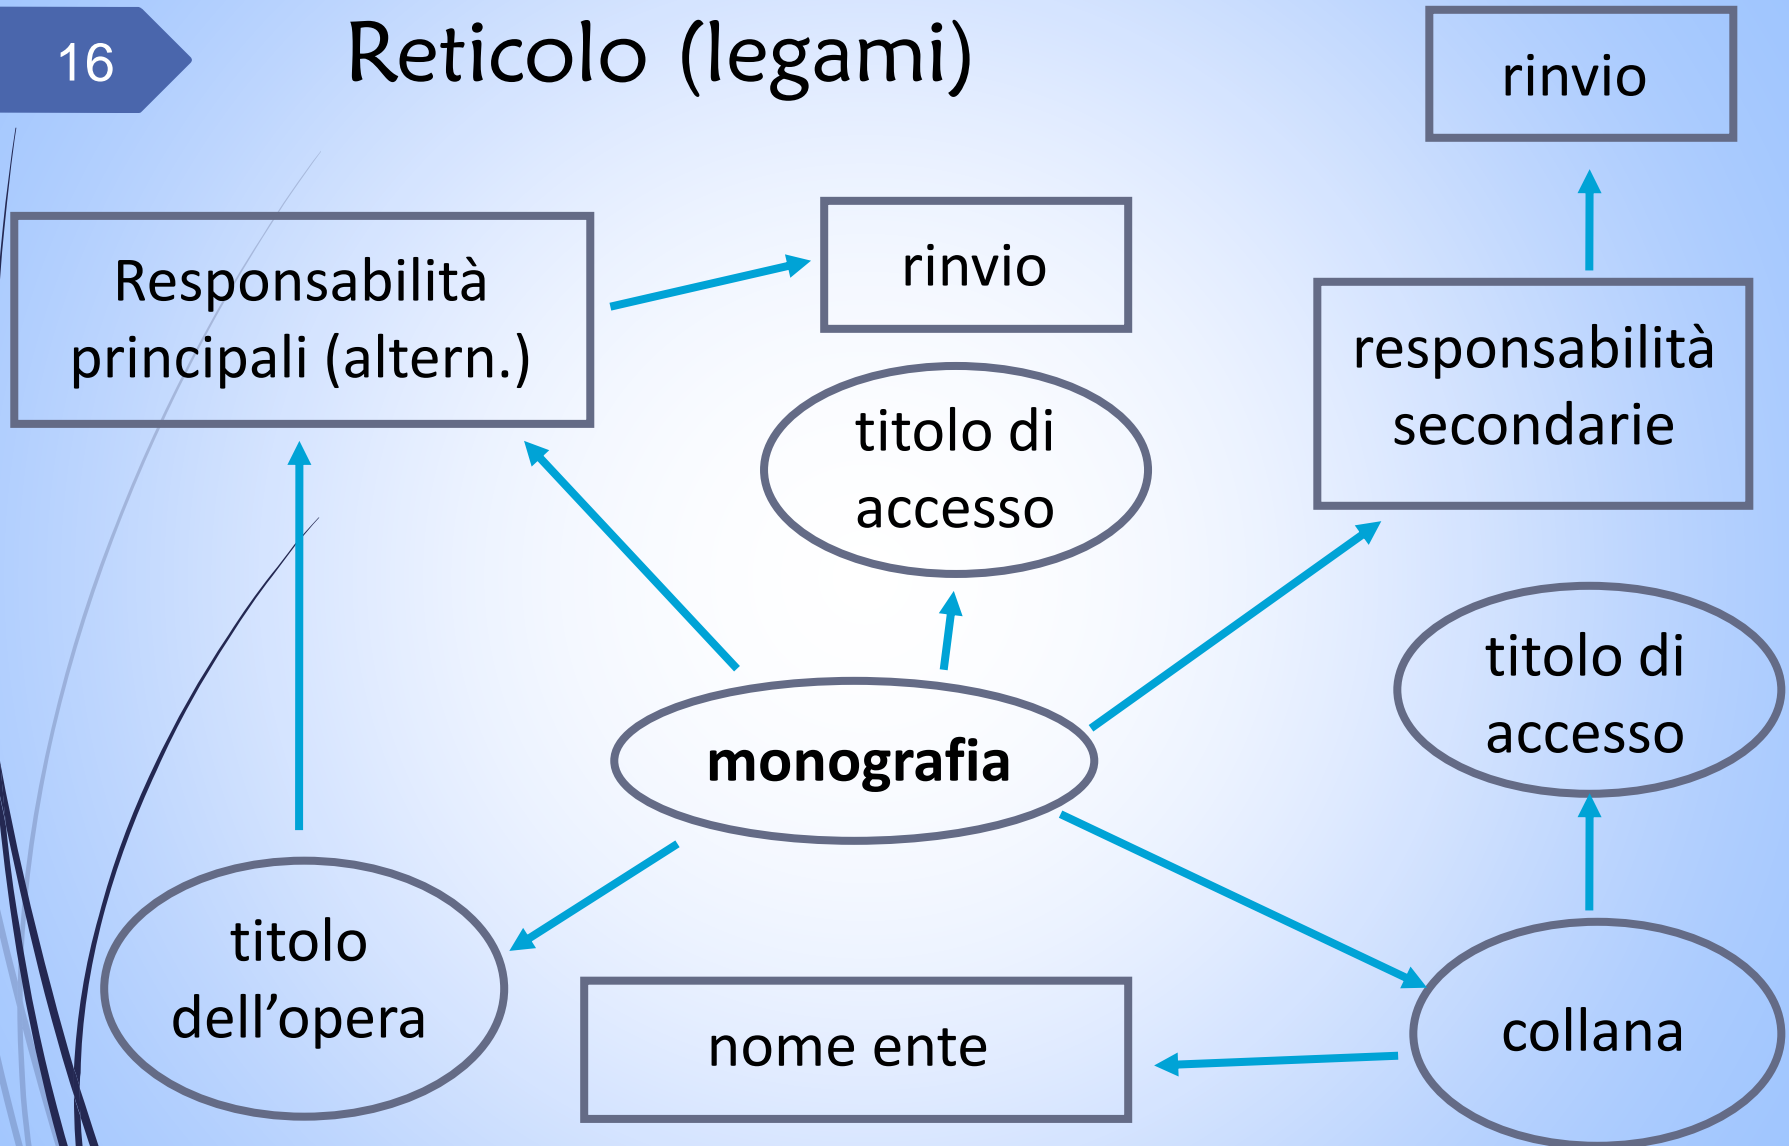 16
Reticolo (legami)
rinvio
Responsabilità
principali (altern.)
rinvio
titolo di
accesso
responsabilità
secondarie
titolo di
accesso
monografia
titolo
dell’opera
nome ente
collana